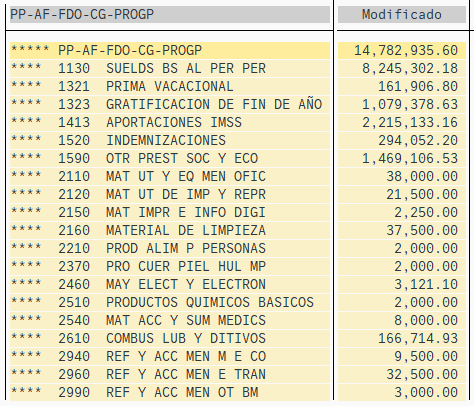 PP-AF-FDO-CG-PROGP Modificado
***** PP-AF-FDO-CG-PROGP 14,782,935.60
**** 1130 SUELDS BS AL PER PER 8,245,302.18
**** 1321 PRIMA VACACIONAL 161,906.80
**** 1323 GRATIFICACION DE FIN DE AÑO 1,079,378.63
**** 1413 APORTACIONES IMSS 2,215,133.16
**** 1520 INDEMNIZACIONES 294,052.20
**** 1590 OTR PREST SOC Y ECO 1,469,106.53
**** 2110 MAT UT Y EQ MEN OFIC 38,000.00
**** 2120 MAT UT DE IMP Y REPR 21,500.00
**** 2150 MAT IMPR E INFO DIGI 2,250.00
**** 2160 MATERIAL DE LIMPIEZA 37,500.00
**** 2210 PROD ALIM P PERSONAS 2,000.00
**** 2370 PRO CUER PIEL HUL MP 2,000.00
**** 2460 MAY ELECT Y ELECTRON 3,121.10
**** 2510 PRODUCTOS QUIMICOS BASICOS 2,000.00
**** 2540 MAT ACC Y SUM MEDICS 8,000.00
**** 2610 COMBUS LUB Y DITIVOS 166,714.93
**** 2940 REF Y ACC MEN M E CO 9,500.00
**** 2960 REF Y ACC MEN E TRAN 32,500.00
**** 2990 REF Y ACC MEN OT BM 3,000.00